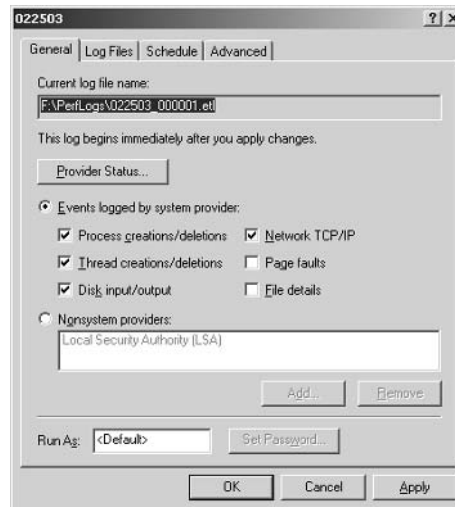 022503
? X
General Log Files Schedule Advanced
Current log file name:
F:\PerfLogs\022503_000001.etl
This log begins immediately after you apply changes.
Provider Status...
Events logged by system provider:
Process creations/deletions Network TCP/IP
Thread creations/deletions Page faults
Disk input/output File details
Nonsystem providers:
Local Security Authority (LSA)
Add... Remove
Run As: <Default> Set Password...
OK Cancel Apply